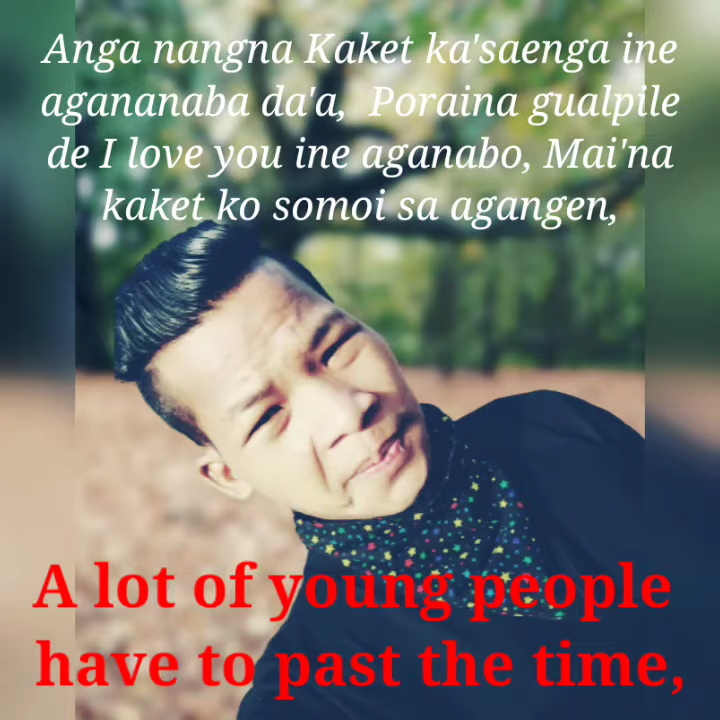 Anga nangna Kaket ka'saenga ine
agananaba da'a, Poraina gualpile
de I love you ine aganabo, Mai'na
kaket ko somoi sa agangen,
A lot of young people
have to past the time,